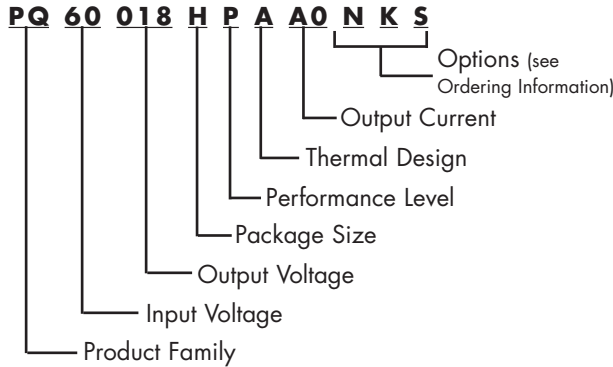 PQ 60 018 H P A A0 N K S
Options (see
Ordering Information)
Output Current
Thermal Design
Performance Level
Package Size
Output Voltage
Input Voltage
Product Family